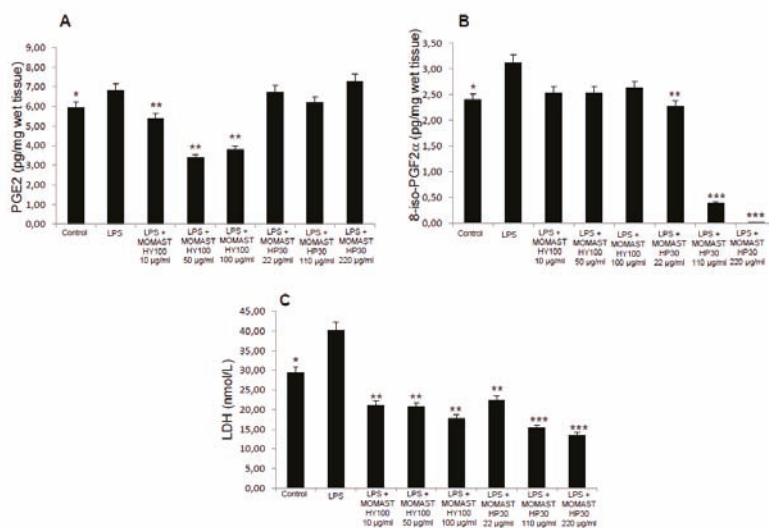 A
PGE2 (pg/mg wet tissue)
9,00
8,00
7,00
6,00
5,00
4,00
3,00
2,00
1,00
0,00
*
**
**
**
Control
LPS
LPS +
MOMAST
HY100
10 µg/ml
LPS +
MOMAST
HY100
50 µg/ml
LPS +
MOMAST
HY100
100 µg/ml
LPS +
MOMAST
HP30
22 µg/ml
LPS +
MOMAST
HP30
110 µg/ml
LPS +
MOMAST
HP30
220 µg/ml
B
8-iso-PGF2α (pg/mg wet tissue)
3,50
3,00
2,50
2,00
1,50
1,00
0,50
0,00
*
**
***
***
Control
LPS
LPS +
MOMAST
HY100
10 µg/ml
LPS +
MOMAST
HY100
50 µg/ml
LPS +
MOMAST
HY100
100 µg/ml
LPS +
MOMAST
HP30
22 µg/ml
LPS +
MOMAST
HP30
110 µg/ml
LPS +
MOMAST
HP30
220 µg/ml
C
LDH (nmol/L)
45,00
40,00
35,00
30,00
25,00
20,00
15,00
10,00
5,00
0,00
*
**
**
**
**
***
***
Control
LPS
LPS +
MOMAST
HY100
10 µg/ml
LPS +
MOMAST
HY100
50 µg/ml
LPS +
MOMAST
HY100
100 µg/ml
LPS +
MOMAST
HP30
22 µg/ml
LPS +
MOMAST
HP30
110 µg/ml
LPS +
MOMAST
HP30
220 µg/ml